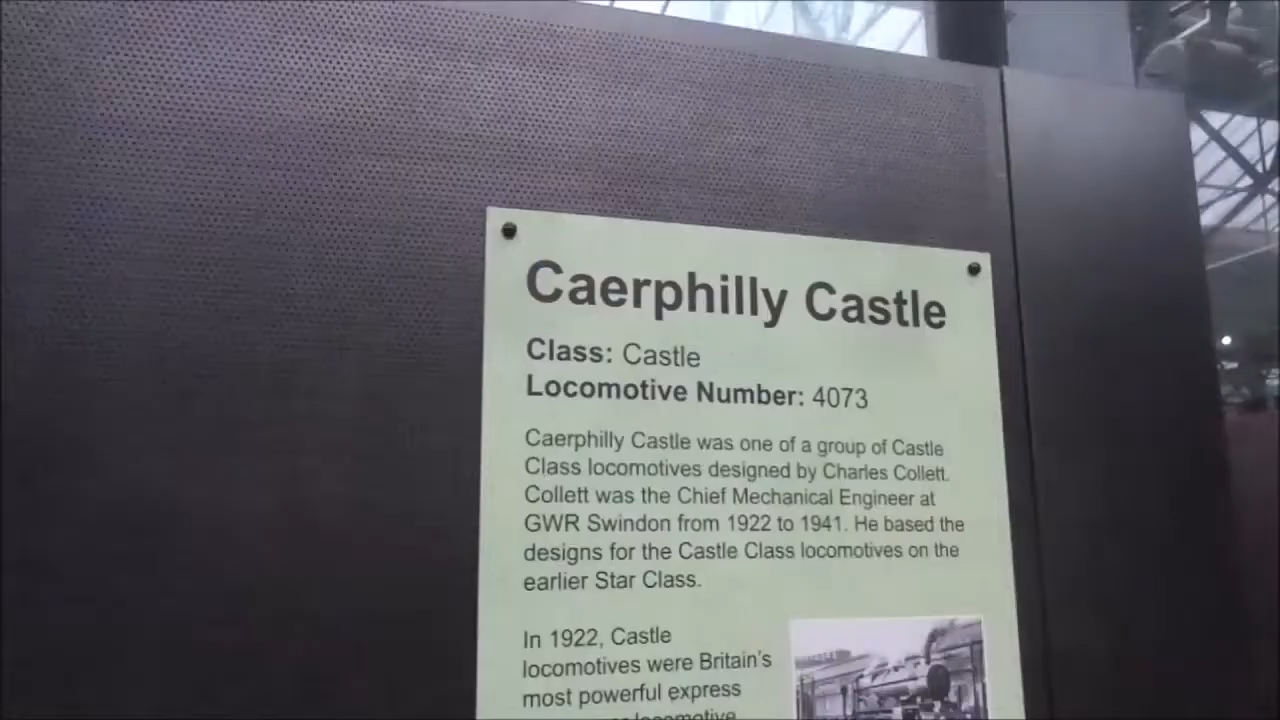 Caerphilly Castle
Class: Castle
Locomotive Number: 4073
Caerphilly Castle was one of a group of Castle
Class locomotives designed by Charles Collett.
Collett was the Chief Mechanical Engineer at
GWR Swindon from 1922 to 1941. He based the
designs for the Castle Class locomotives on the
earlier Star Class.
In 1922, Castle
locomotives were Britain's
most powerful express
locomotive